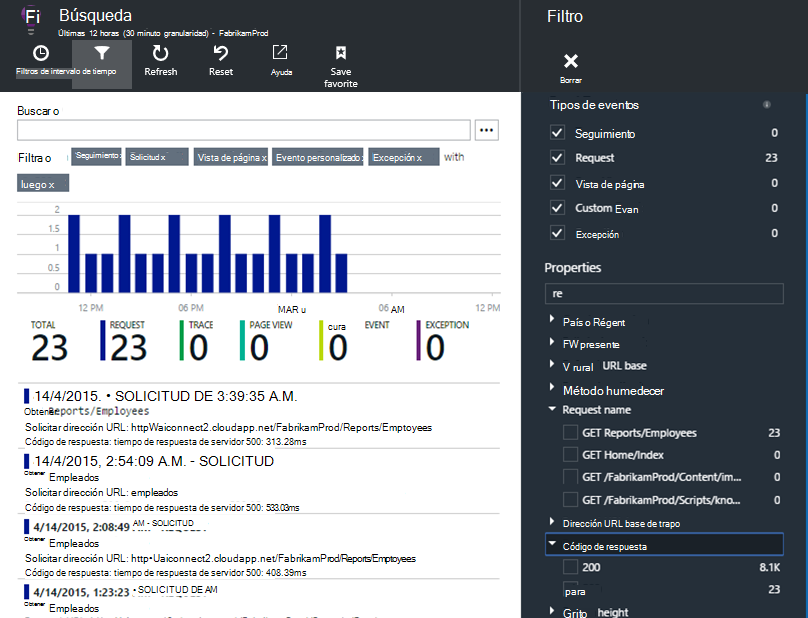 Fi Búsqueda
Últimas 12 horas (30 minuto granularidad) - FabrikamProd
Filtros de intervalo de tiempo
Refresh
Reset
Ayuda
Save favorite
Buscar o
Filtra o
Seguimiento x
Solicitud x
Vista de página x
Evento personalizado
Excepción x
with
luego x
2
1.5
1
0.5
0
12 PM
06 PM
MAR u
06 AM
12 PM
TOTAL
23
REQUEST
23
TRACE
0
PAGE VIEW
0
cura EVENT
0
EXCEPTION
0
14/4/2015. • SOLICITUD DE 3:39:35 A.M.
Obtener Reports/Employees
Solicitar dirección URL: httpWaiconnect2.cloudapp.net/FabrikamProd/Reports/Emptoyees
Código de respuesta: tiempo de respuesta de servidor 500: 313.28ms
14/4/2015, 2:54:09 A.M. - SOLICITUD
Obtener Empleados
Solicitar dirección URL: empleados
Código de respuesta: tiempo de respuesta de servidor 500: 533.03ms
4/14/2015, 2:08:49 AM - SOLICITUD
Obtener Empleados
Solicitar dirección URL: http•Uaiconnect2.cloudapp.net/FabrikamProd/Reports/Emptoyees
Código de respuesta: tiempo de respuesta de servidor 500: 408.39ms
4/14/2015, 1:23:23 • SOLICITUD DE AM
Obtener Empleados
Filtro
Borrar
Tipos de eventos
Seguimiento 0
Request 23
Vista de página 0
Custom Evan 0
Excepción 0
Properties
re
País o Régent
FW presente
V rural URL base
Método humedecer
Request name
GET Reports/Employees 23
GET Home/Index 0
GET /FabrikamProd/Content/im... 0
GET /FabrikamProd/Scripts/kno... 0
Dirección URL base de trapo
Código de respuesta
200 8.1K
para 23
Grito height